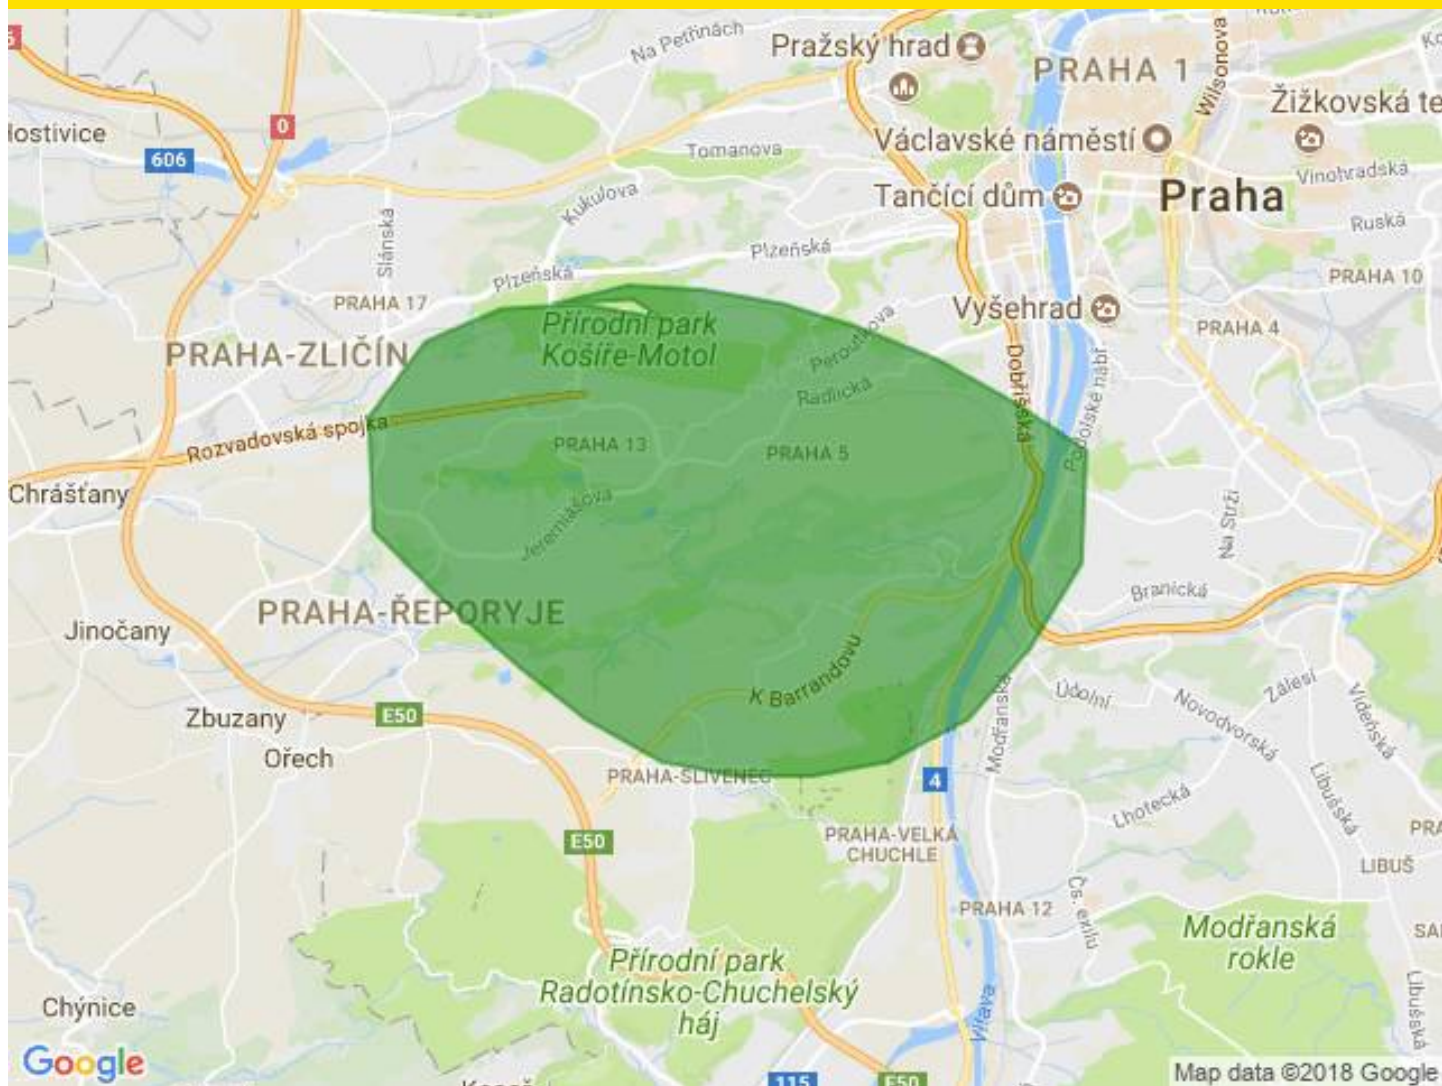 Na Petřinách
Pražský hrad
PRAHA 1
Wilsonova
0
606
Tomanova
Václavské náměstí
Žižkovská te
Vinohradská
Kukulova
Tančící dům
Praha
Ruská
Slánská
Plzeňská
Plzeňská
PRAHA 10
PRAHA 17
Vyšehrad
PRAHA 4
Přírodní park
Košíře-Motol
PRAHA-ZLIČÍN
Peroutkova
Radlická
Dobříšská
Podolské nábř.
Rozvadovská spojka
PRAHA 13
PRAHA 5
Chrášťany
Jeremiášova
Na Strži
PRAHA-ŘEPORYJE
Branická
Jinočany
K Barrandovu
Údolní
Zálesí
Vídeňská
Novodvorská
Modřanská
Zbuzany
E50
Ořech
PRAHA-SLIVENEC
4
Lhotecká
Libušská
E50
PRAHA-VELKÁ
CHUCHLE
LIBUŠ
PRAHA 12
Čs. exilu
Modřanská
rokle
Přírodní park
Radotínsko-Chuchelský
háj
Chýnice
Vltava
Libušská
Google
115
E50
Map data ©2018 Google